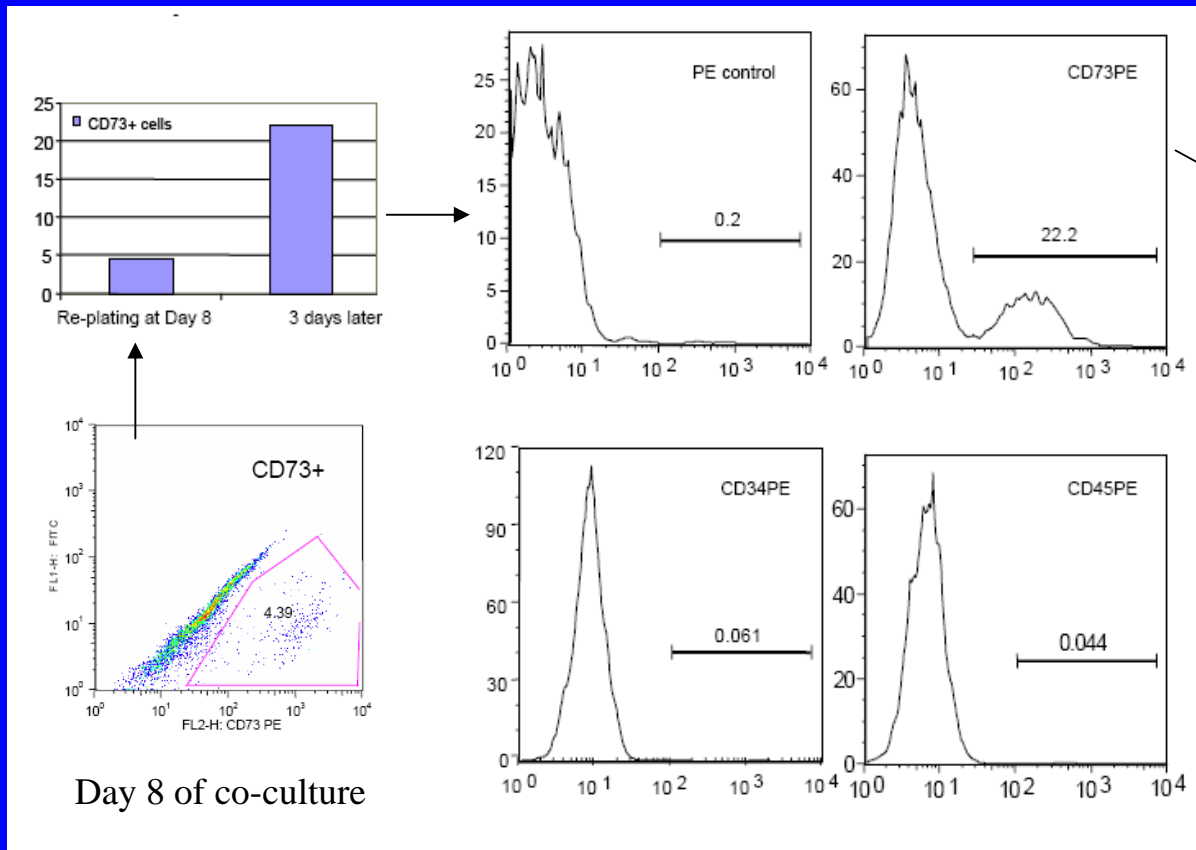 25
20
15
10
5
0
CD73+ cells
Re-plating at Day 8 3 days later
PE control
25
20
15
10
5
0
0.2
10^0 10^1 10^2 10^3 10^4
CD73PE
60
40
20
0
22.2
10^0 10^1 10^2 10^3 10^4
CD73+
10^4
10^3
10^2
10^1
10^0
FL1-H: FITC
4.39
10^0 10^1 10^2 10^3 10^4
FL2-H: CD73 PE
Day 8 of co-culture
CD34PE
120
90
60
30
0
0.061
10^0 10^1 10^2 10^3 10^4
CD45PE
60
40
20
0
0.044
10^0 10^1 10^2 10^3 10^4